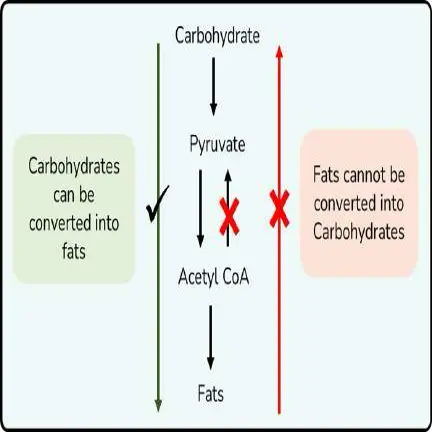 Carbohydrate
Pyruvate
Carbohydrates
can be
converted into
fats
Fats cannot be
converted into
Carbohydrates
Acetyl CoA
Fats